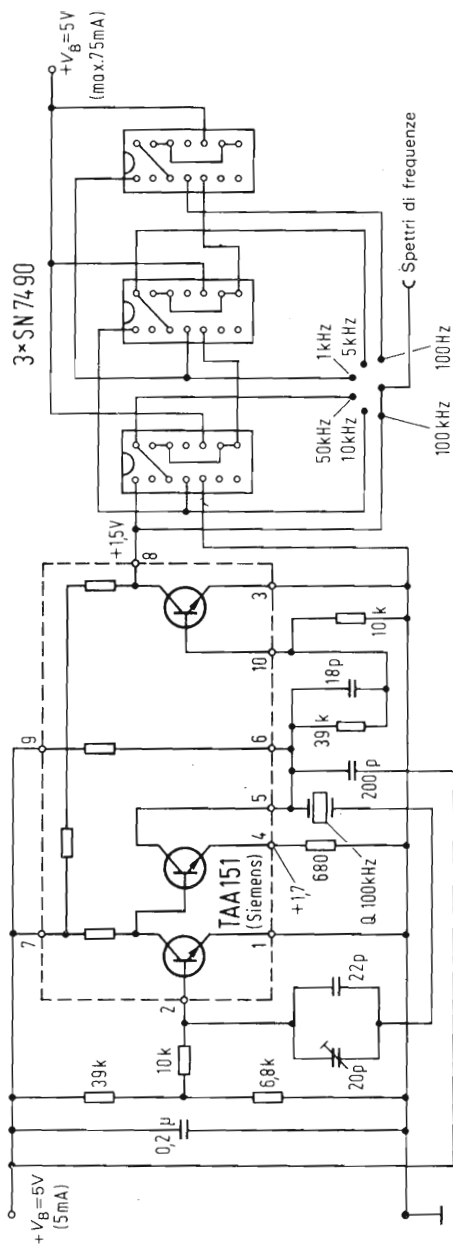 +V_B=5V
(5mA)
39k
0,2µ
10k
6,8k
20p
22p
7
9
2
1
4
5
6
10
3
8
TAA151
(Siemens)
+1,7
680
Q 100kHz
200p
39k
18p
10k
+1,5V
3×SN 7490
+V_B=5V
(max.75mA)
50kHz
10kHz
1kHz
5kHz
100kHz
100Hz
Spettri di frequenze